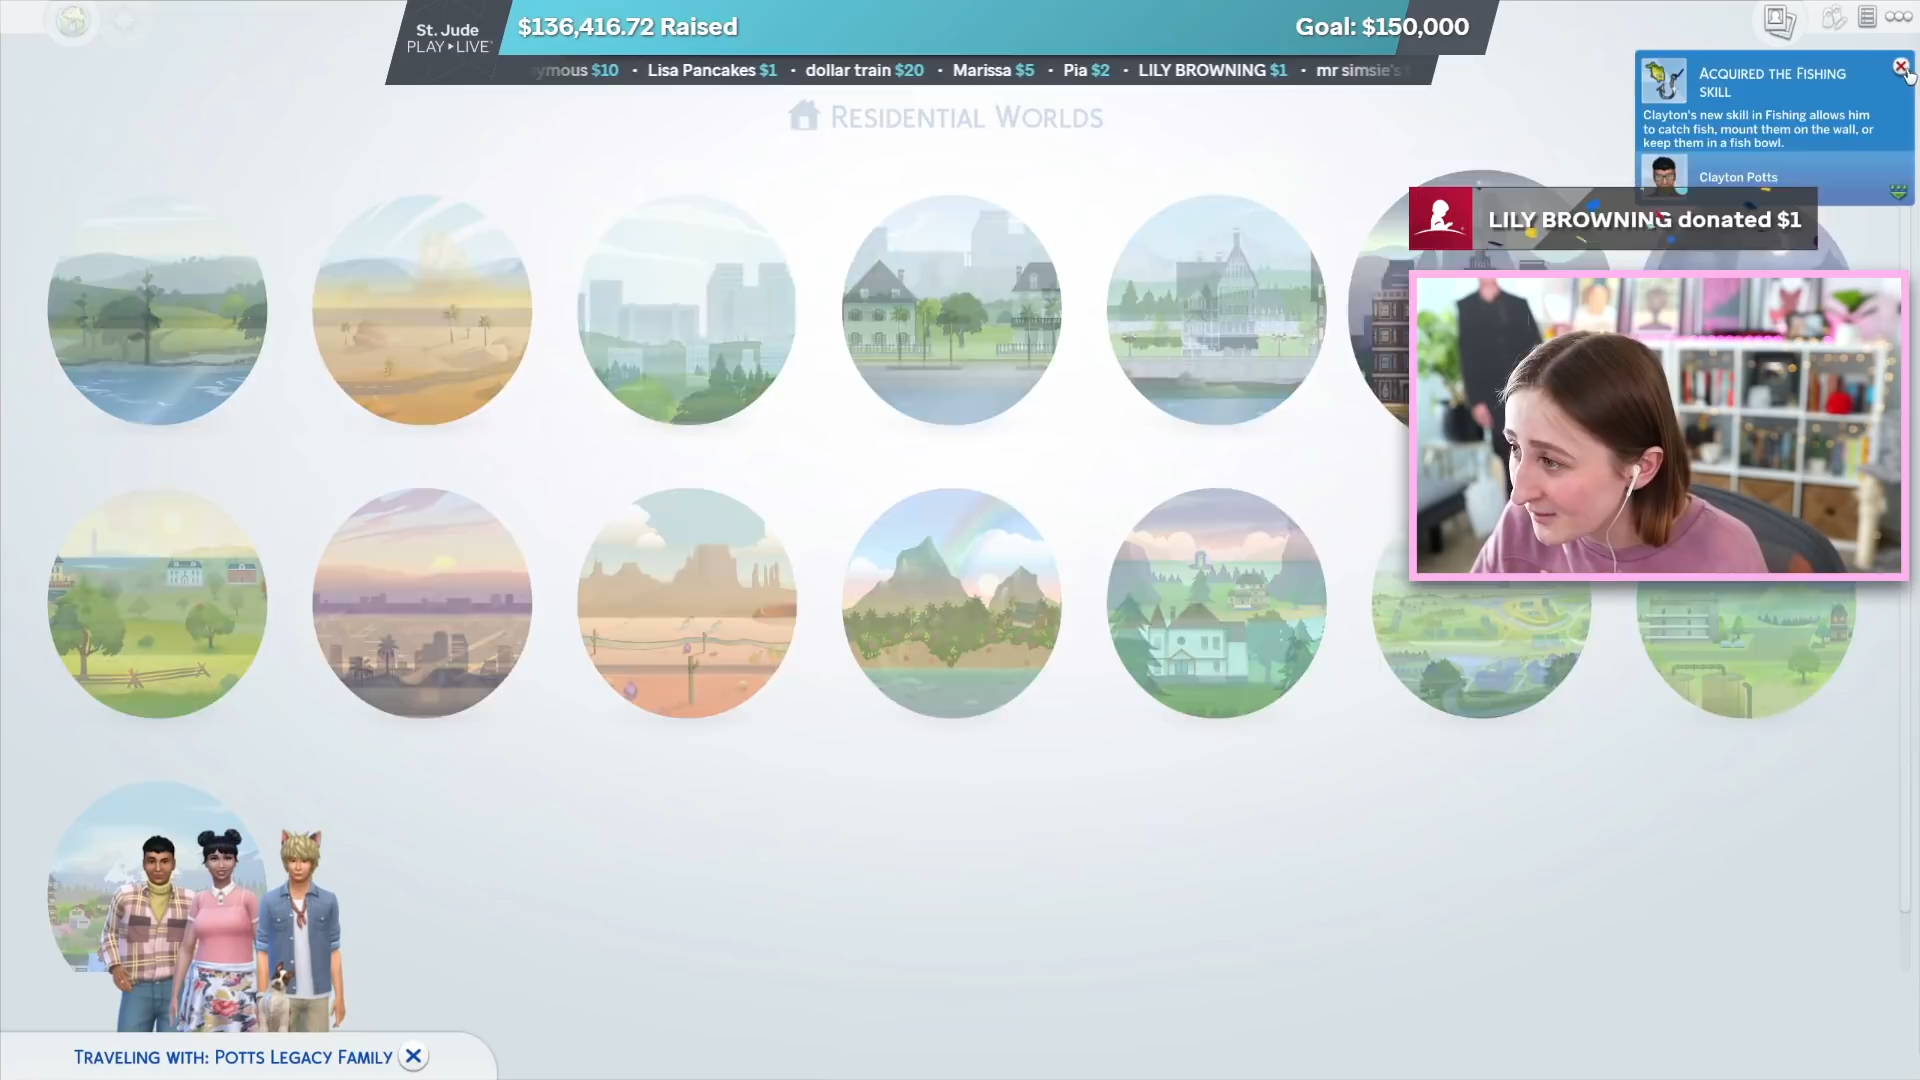 St. Jude
PLAY LIVE
$136,416.72 Raised
Goal: $150,000
ymous $10 · Lisa Pancakes $1 · dollar train $20 · Marissa $5 · Pia $2 · LILY BROWNING $1 · mr simsie's
RESIDENTIAL WORLDS
ACQUIRED THE FISHING
SKILL
Clayton's new skill in Fishing allows him
to catch fish, mount them on the wall, or
keep them in a fish bowl.
Clayton Potts
LILY BROWNING donated $1
TRAVELING WITH: POTTS LEGACY FAMILY